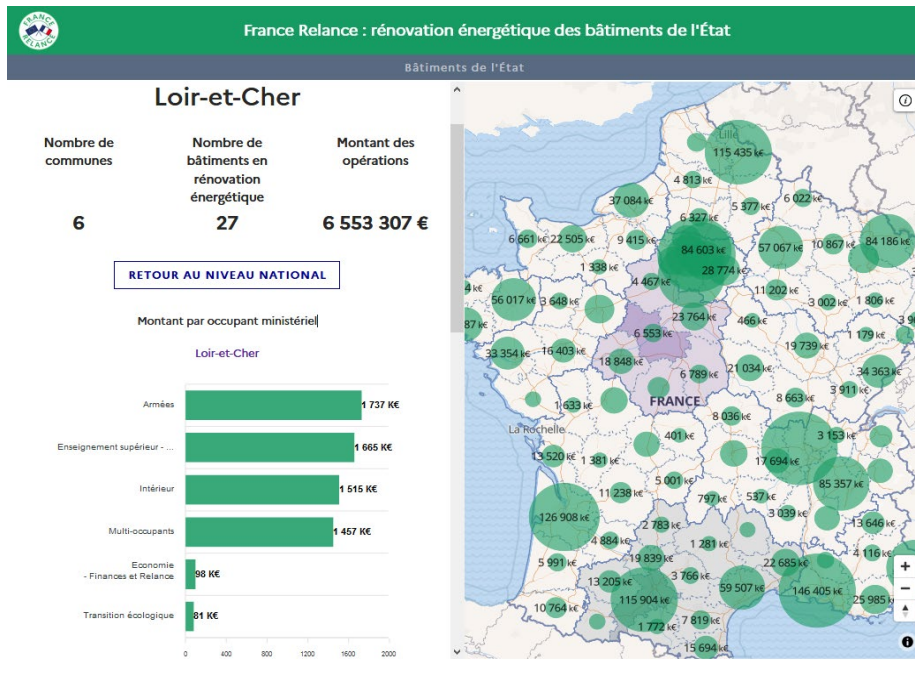 FRANCE
RELANCE
France Relance : rénovation énergétique des bâtiments de l'État
Bâtiments de l'État
Loir-et-Cher
Nombre de
communes
6
Nombre de
bâtiments en
rénovation
énergétique
27
Montant des
opérations
6 553 307 €
RETOUR AU NIVEAU NATIONAL
Montant par occupant ministériel
Loir-et-Cher
Armées
1 737 K€
Enseignement supérieur - ...
1 665 K€
Intérieur
1 515 K€
Multi-occupants
1 457 K€
Economie
- Finances et Relance
98 K€
Transition écologique
81 K€
0 400 800 1200 1600 2000
Lille
115 435 k€
4 813 k€
37 084 k€
5 377 k€
6 022 k€
6 327 k€
6 661 k€
22 505 k€
9 415 k€
84 603 k€
57 067 k€
10 867 k€
84 186 k€
1 338 k€
28 774 k€
4 467 k€
11 202 k€
56 017 k€
3 648 k€
3 002 k€
1 806 k€
23 764 k€
466 k€
6 553 k€
1 179 k€
33 354 k€
16 403 k€
19 739 k€
18 848 k€
6 789 k€
21 034 k€
34 363 k€
3 911 k€
FRANCE
1 633 k€
8 663 k€
8 036 k€
La Rochelle
401 k€
3 153 k€
13 520 k€
1 381 k€
17 694 k€
5 001 k€
85 357 k€
11 238 k€
797 k€
537 k€
126 908 k€
3 039 k€
2 783 k€
13 646 k€
4 884 k€
1 281 k€
4 116 k€
5 991 k€
19 839 k€
3 766 k€
22 685 k€
13 205 k€
59 507 k€
146 405 k€
10 764 k€
115 904 k€
25 985 k
1 772 k€
7 819 k€
15 694 k€